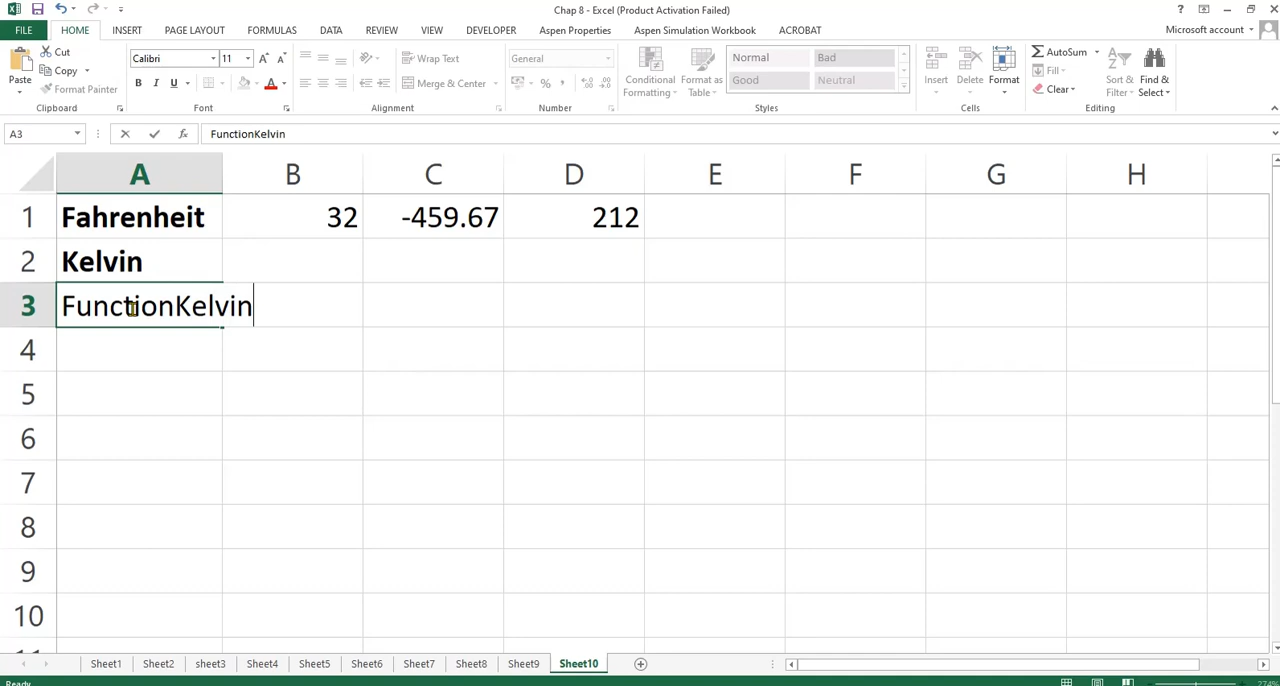 Chap 8 - Excel (Product Activation Failed)
FILE HOME INSERT PAGE LAYOUT FORMULAS DATA REVIEW VIEW DEVELOPER Aspen Properties Aspen Simulation Workbook ACROBAT Microsoft account
Paste
Cut
Copy
Format Painter
Calibri 11
B I U A
Wrap Text
Merge & Center
General
Conditional Formatting
Format as Table
Normal Bad
Good Neutral
Insert Delete Format
AutoSum
Fill
Clear
Sort & Filter
Find & Select
Clipboard Font Alignment Number Styles Cells Editing
A3 fx FunctionKelvin
A B C D E F G H
1 Fahrenheit 32 -459.67 212
2 Kelvin
3 FunctionKelvin
4
5
6
7
8
9
10
Sheet1 Sheet2 sheet3 Sheet4 Sheet5 Sheet6 Sheet7 Sheet8 Sheet9 Sheet10
Ready 274%